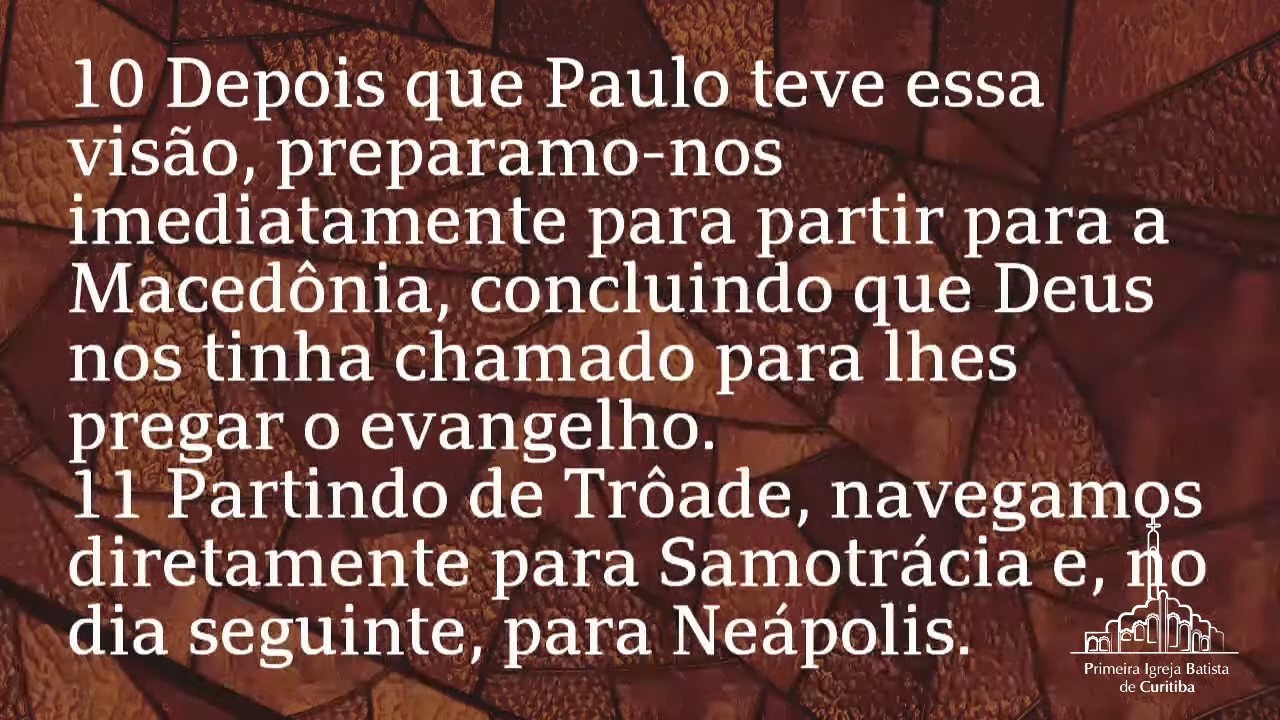 10 Depois que Paulo teve essa
visão, preparamo-nos
imediatamente para partir para a
Macedônia, concluindo que Deus
nos tinha chamado para lhes
pregar o evangelho.
11 Partindo de Trôade, navegamos
diretamente para Samotrácia e, no
dia seguinte, para Neápolis.
Primeira Igreja Batista
de Curitiba